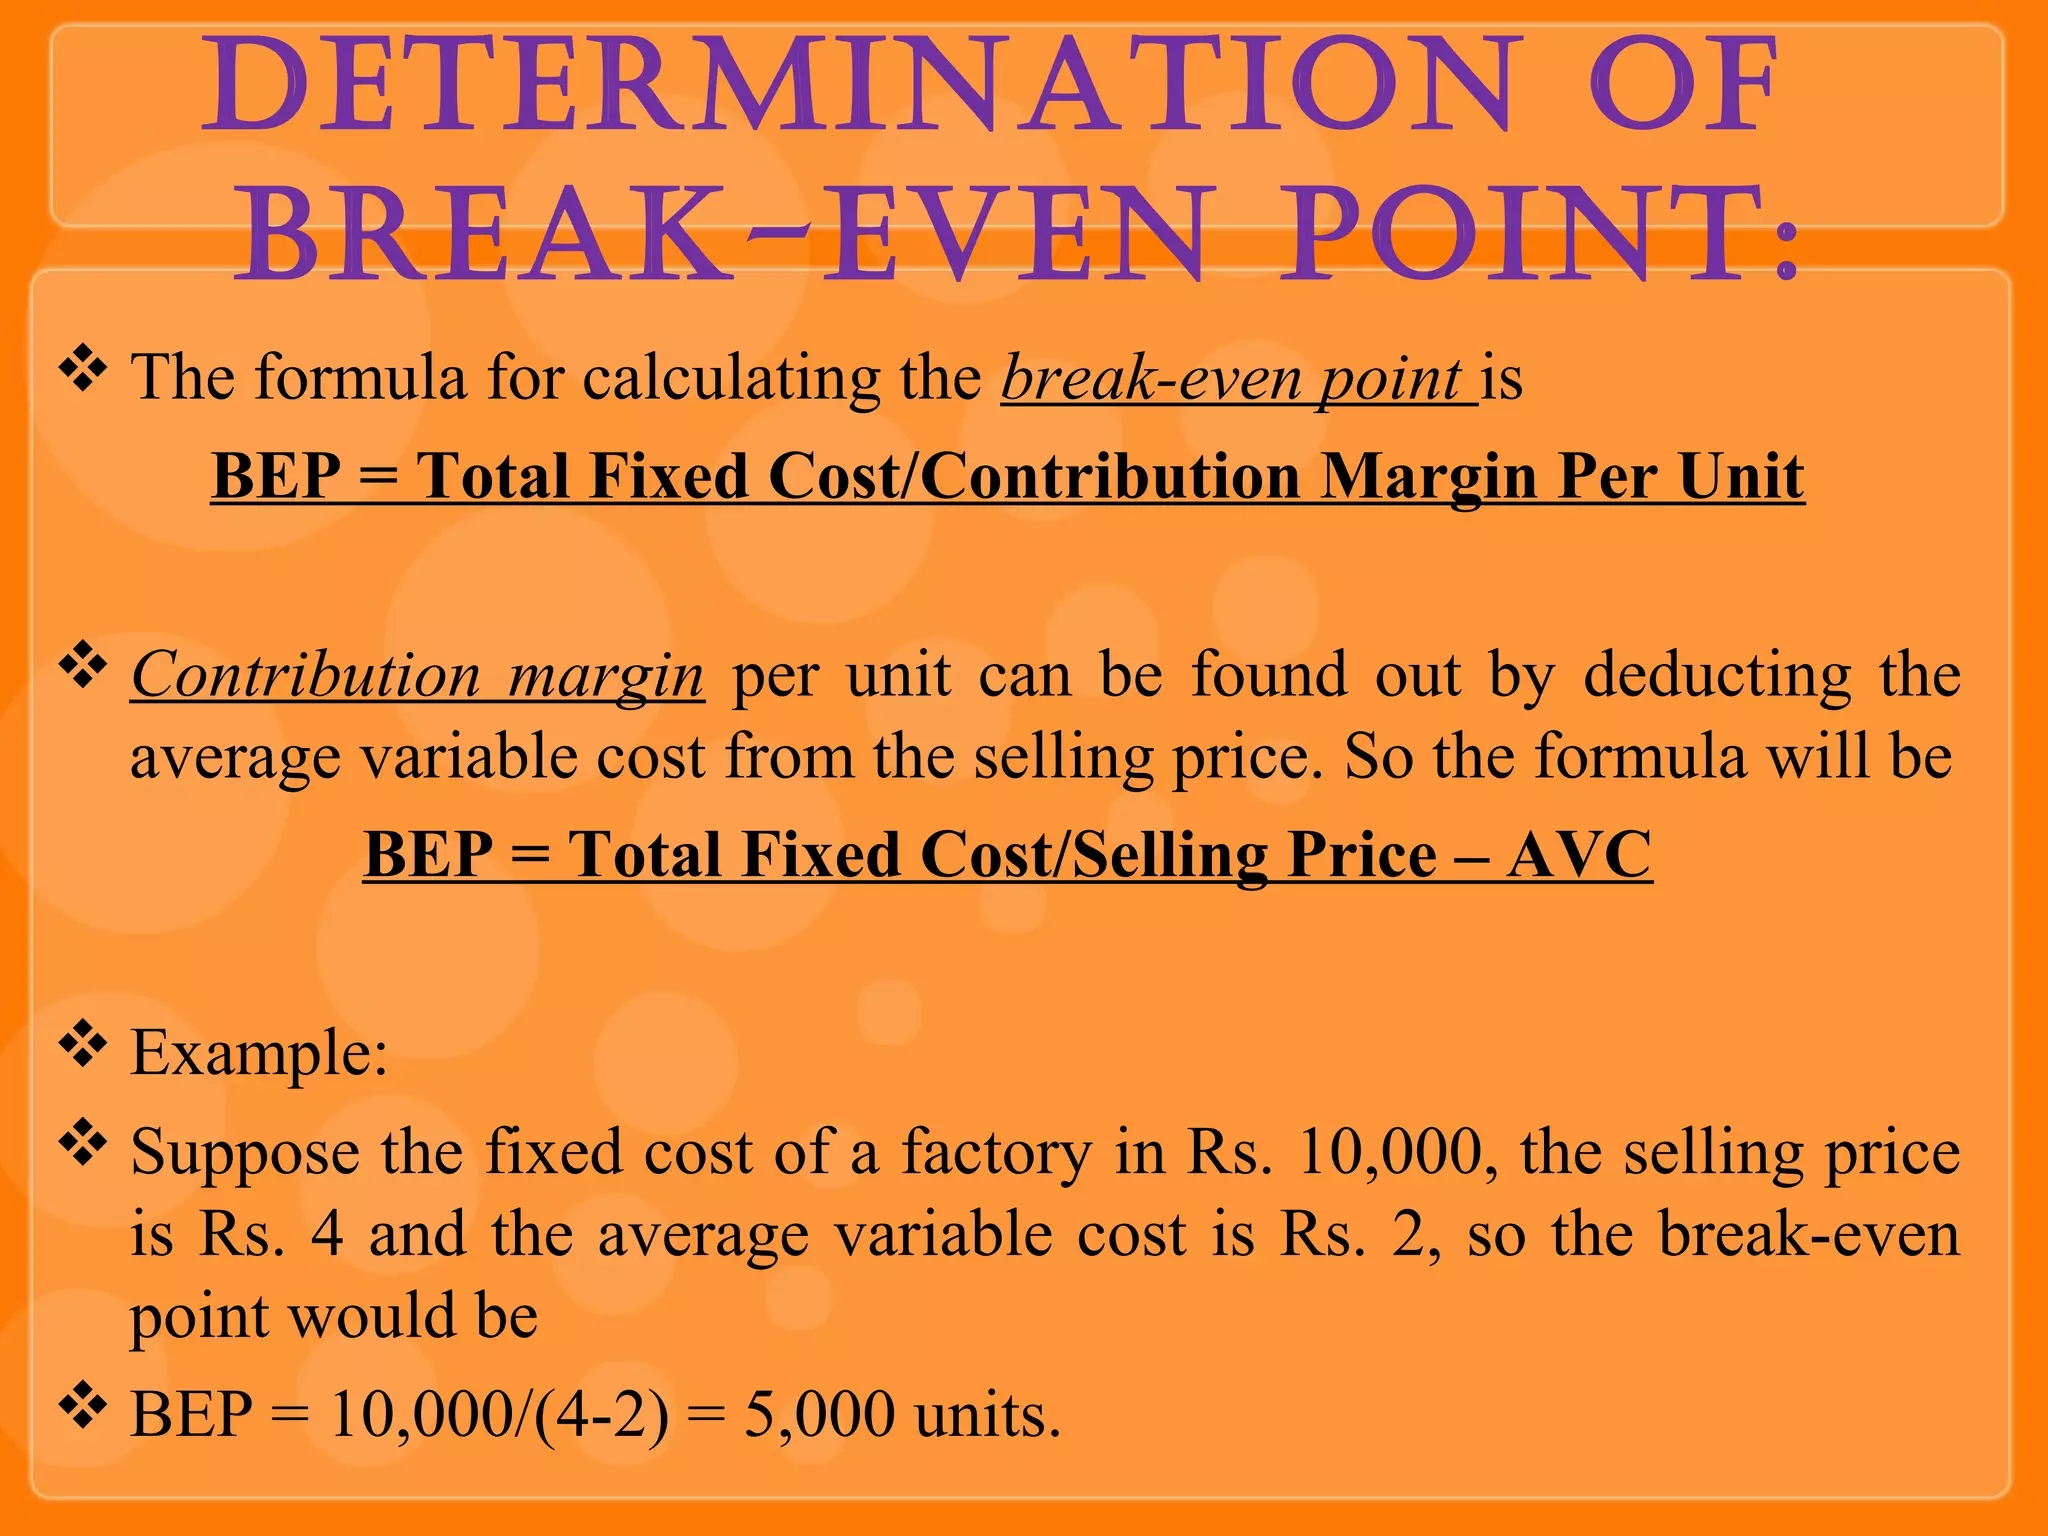 DETERMINATION OF
BREAK-EVEN POINT:
❖ The formula for calculating the break-even point is
BEP = Total Fixed Cost/Contribution Margin Per Unit
❖ Contribution margin per unit can be found out by deducting the
average variable cost from the selling price. So the formula will be
BEP = Total Fixed Cost/Selling Price – AVC
❖ Example:
❖ Suppose the fixed cost of a factory in Rs. 10,000, the selling price
is Rs. 4 and the average variable cost is Rs. 2, so the break-even
point would be
❖ BEP = 10,000/(4-2) = 5,000 units.